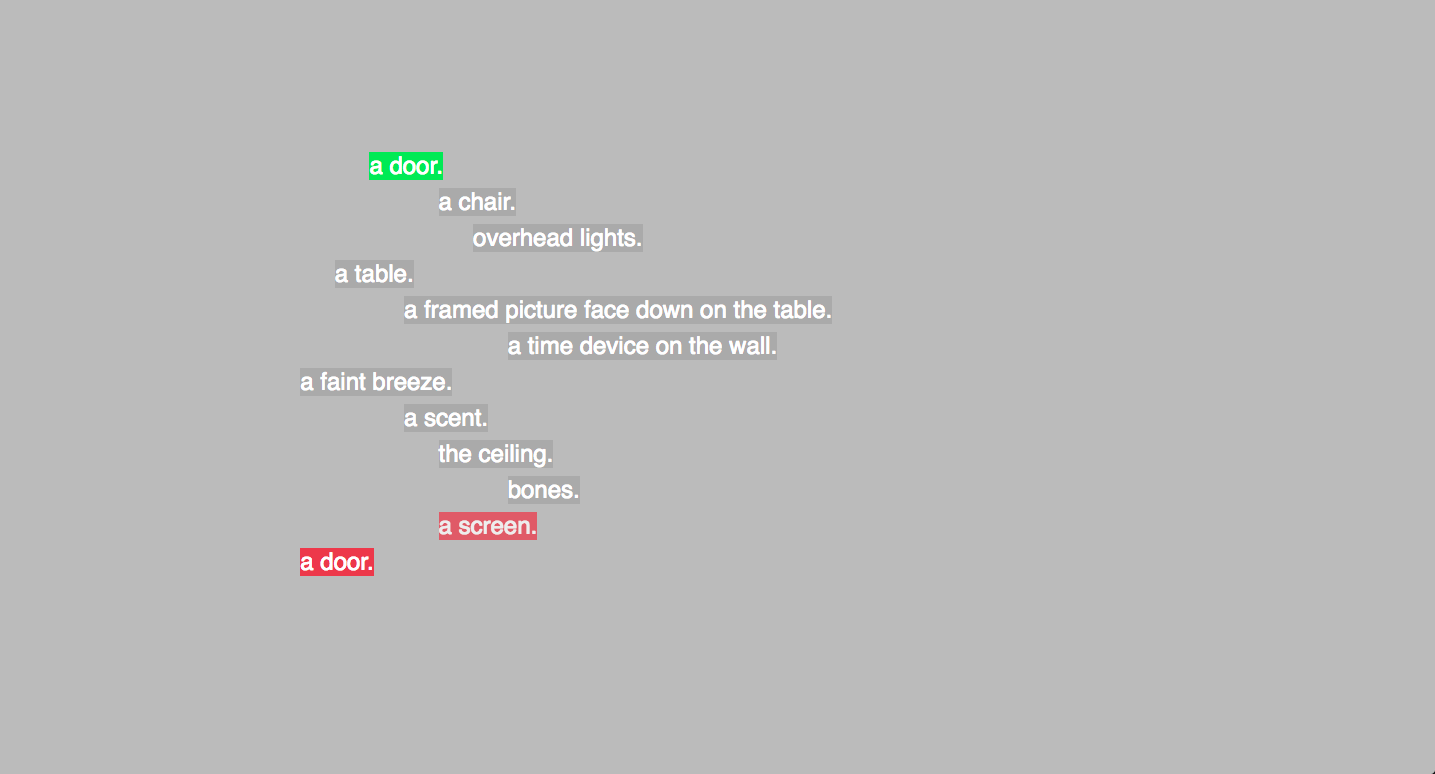 a door.
a chair.
overhead lights.
a table.
a framed picture face down on the table.
a time device on the wall.
a faint breeze.
a scent.
the ceiling.
bones.
a screen.
a door.